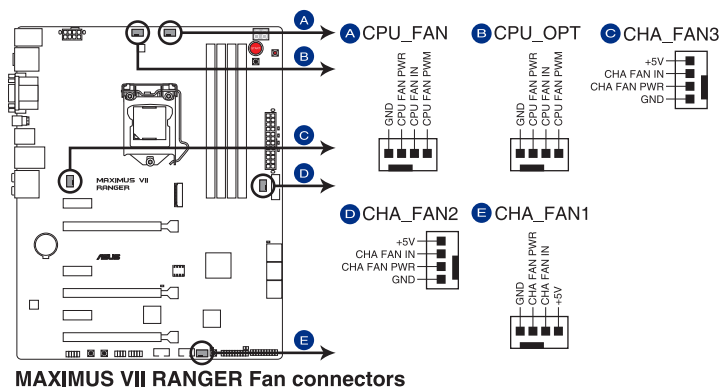 A
B
C
D
E
START
MAXIMUS VII
RANGER
ASUS
A CPU_FAN
GND
CPU FAN PWR
CPU FAN IN
CPU FAN PWM
B CPU_OPT
GND
CPU FAN PWR
CPU FAN IN
CPU FAN PWM
C CHA_FAN3
+5V
CHA FAN IN
CHA FAN PWR
GND
D CHA_FAN2
+5V
CHA FAN IN
CHA FAN PWR
GND
E CHA_FAN1
GND
CHA FAN PWR
CHA FAN IN
+5V
MAXIMUS VII RANGER Fan connectors